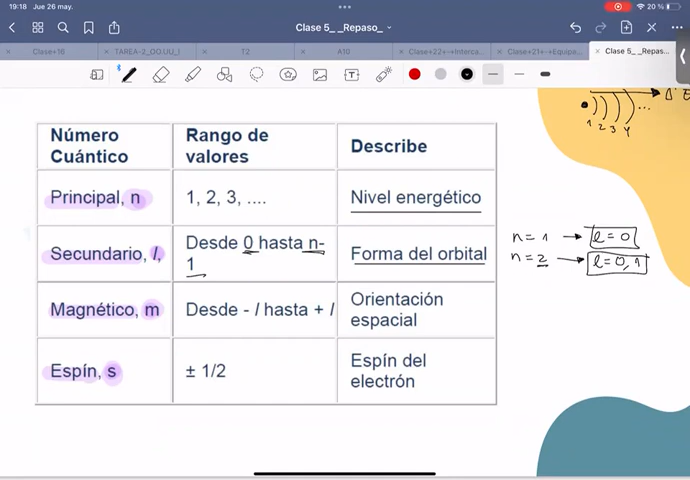 19:18 Jue 26 may.
20 %
Clase 5_ _Repaso_
Clase+16
TAREA-2_OO.UU_!
T2
A10
Clase+22+-+Interca...
Clase+21+-+Equipa...
Clase 5_ _Repas...
1 2 3 4
Número Cuántico
Rango de valores
Describe
Principal, n
1, 2, 3, ....
Nivel energético
Secundario, l,
Desde 0 hasta n-
1
Forma del orbital
n = 1 → l = 0
n = 2 → l = 0, 1
Magnético, m
Desde - l hasta + l
Orientación
espacial
Espín, s
± 1/2
Espín del
electrón